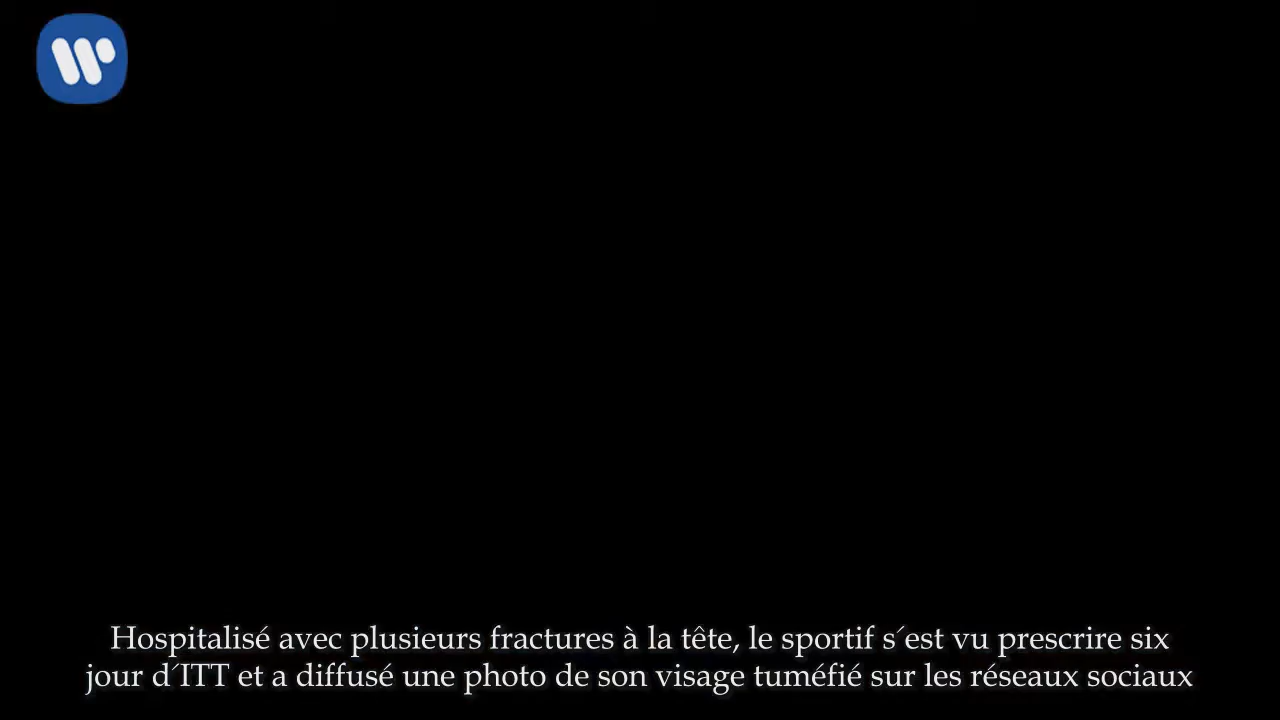 Hospitalisé avec plusieurs fractures à la tête, le sportif s´est vu prescrire six
jour d´ITT et a diffusé une photo de son visage tuméfié sur les réseaux sociaux